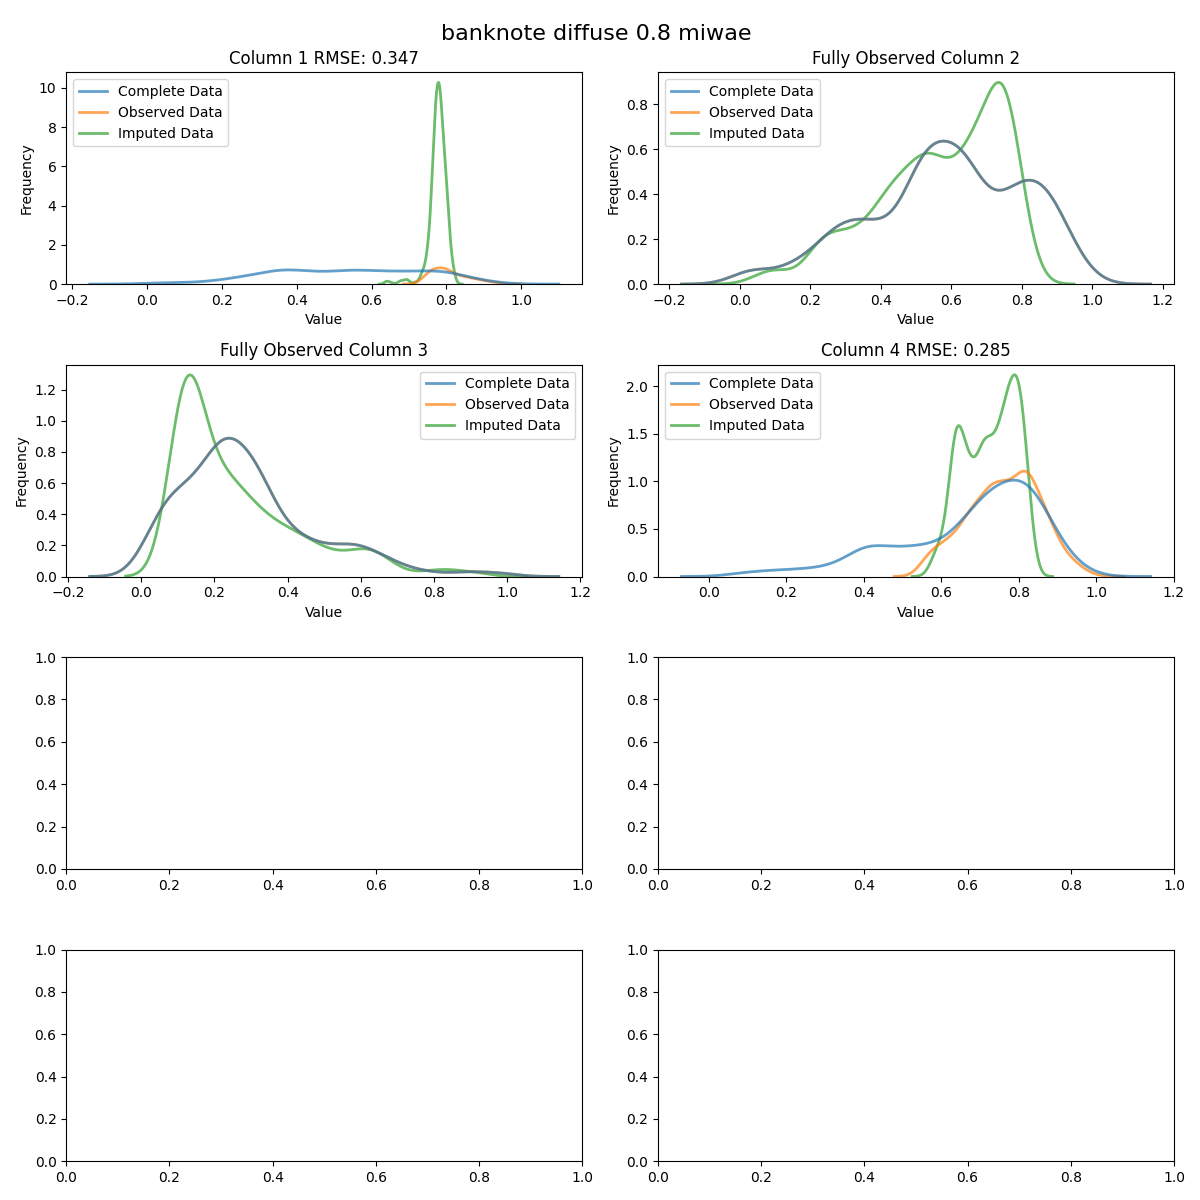 banknote diffuse 0.8 miwae
Column 1 RMSE: 0.347
Complete Data
Observed Data
Imputed Data
Frequency
10
8
6
4
2
0
−0.2 0.0 0.2 0.4 0.6 0.8 1.0
Value
Fully Observed Column 2
Complete Data
Observed Data
Imputed Data
Frequency
0.8
0.6
0.4
0.2
0.0
−0.2 0.0 0.2 0.4 0.6 0.8 1.0 1.2
Value
Fully Observed Column 3
Complete Data
Observed Data
Imputed Data
Frequency
1.2
1.0
0.8
0.6
0.4
0.2
0.0
−0.2 0.0 0.2 0.4 0.6 0.8 1.0 1.2
Value
Column 4 RMSE: 0.285
Complete Data
Observed Data
Imputed Data
Frequency
2.0
1.5
1.0
0.5
0.0
0.0 0.2 0.4 0.6 0.8 1.0 1.2
Value
1.0
0.8
0.6
0.4
0.2
0.0
0.0 0.2 0.4 0.6 0.8 1.0
1.0
0.8
0.6
0.4
0.2
0.0
0.0 0.2 0.4 0.6 0.8 1.0
1.0
0.8
0.6
0.4
0.2
0.0
0.0 0.2 0.4 0.6 0.8 1.0
1.0
0.8
0.6
0.4
0.2
0.0
0.0 0.2 0.4 0.6 0.8 1.0